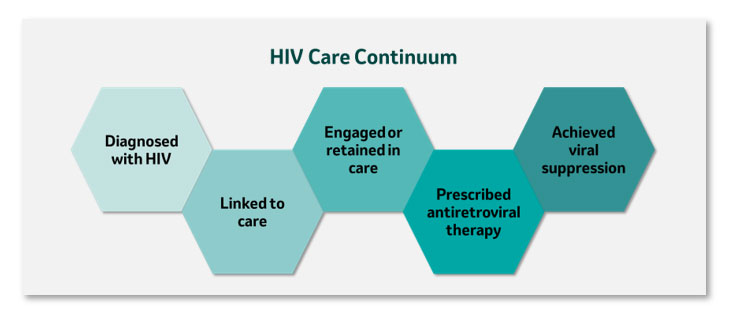 HIV Care Continuum
Diagnosed
with HIV
Linked to
care
Engaged or
retained in
care
Prescribed
antiretroviral
therapy
Achieved
viral
suppression